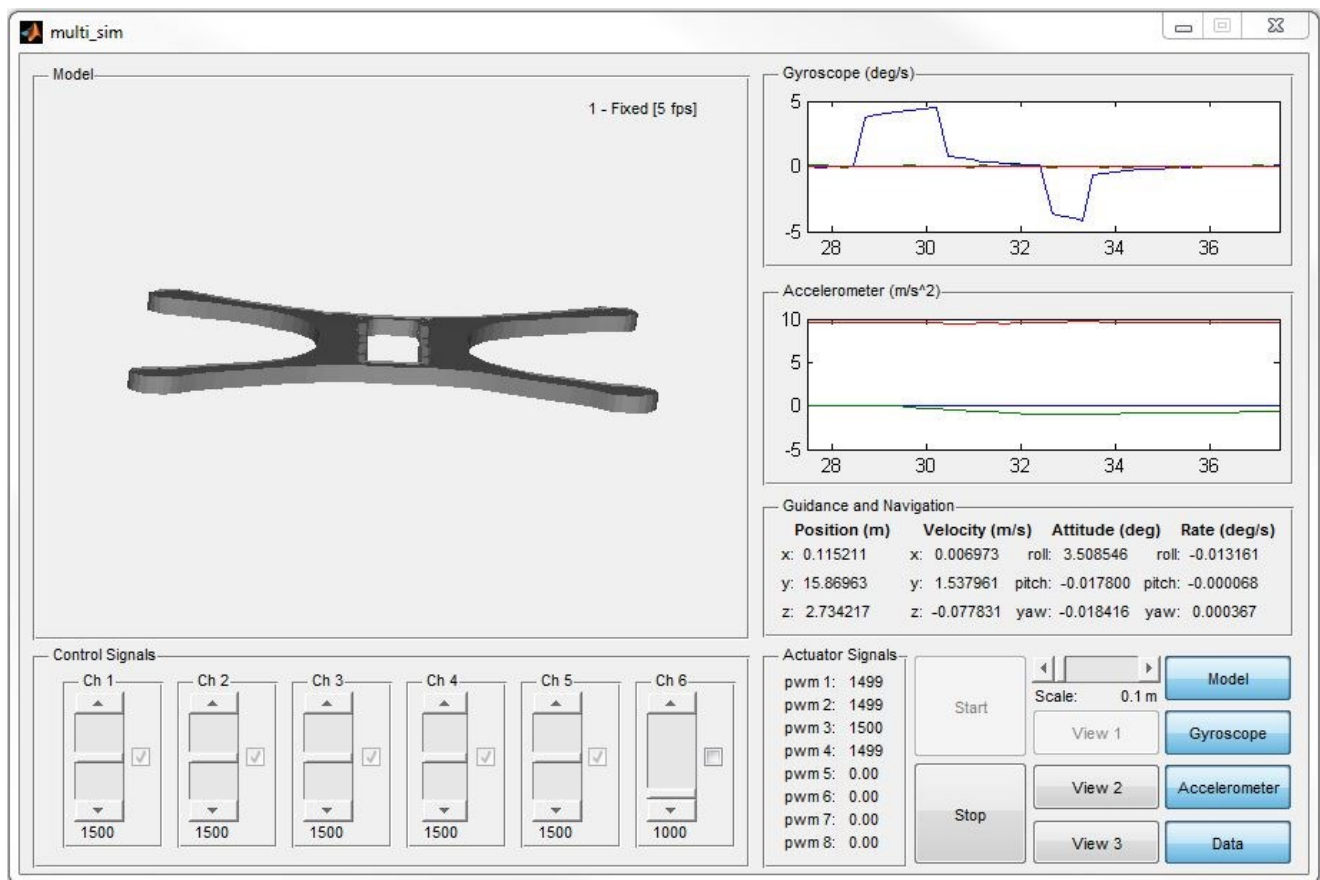 multi_sim
Model
1 - Fixed [5 fps]
Gyroscope (deg/s)
5
0
-5
28 30 32 34 36
Accelerometer (m/s^2)
10
5
0
-5
28 30 32 34 36
Guidance and Navigation
Position (m) Velocity (m/s) Attitude (deg) Rate (deg/s)
x: 0.115211 x: 0.006973 roll: 3.508546 roll: -0.013161
y: 15.86963 y: 1.537961 pitch: -0.017800 pitch: -0.000068
z: 2.734217 z: -0.077831 yaw: -0.018416 yaw: 0.000367
Control Signals
Ch 1 Ch 2 Ch 3 Ch 4 Ch 5 Ch 6
1500 1500 1500 1500 1500 1000
Actuator Signals
pwm 1: 1499
pwm 2: 1499
pwm 3: 1500
pwm 4: 1499
pwm 5: 0.00
pwm 6: 0.00
pwm 7: 0.00
pwm 8: 0.00
Start
Stop
Scale: 0.1 m
View 1
View 2
View 3
Model
Gyroscope
Accelerometer
Data